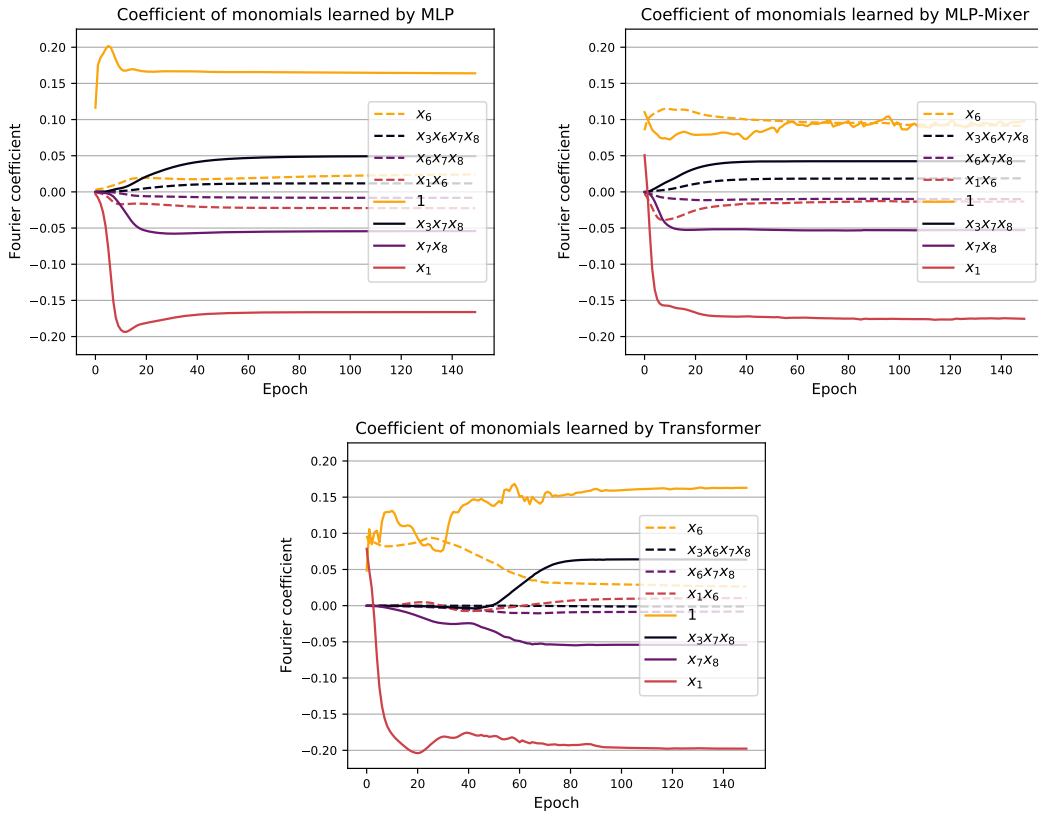 Coefficient of monomials learned by MLP
0.20
0.15
0.10
0.05
0.00
−0.05
−0.10
−0.15
−0.20
Fourier coefficient
0 20 40 60 80 100 120 140
Epoch
x₆
x₃x₆x₇x₈
x₆x₇x₈
x₁x₆
1
x₃x₇x₈
x₇x₈
x₁
Coefficient of monomials learned by MLP-Mixer
0.20
0.15
0.10
0.05
0.00
−0.05
−0.10
−0.15
−0.20
Fourier coefficient
0 20 40 60 80 100 120 140
Epoch
x₆
x₃x₆x₇x₈
x₆x₇x₈
x₁x₆
1
x₃x₇x₈
x₇x₈
x₁
Coefficient of monomials learned by Transformer
0.20
0.15
0.10
0.05
0.00
−0.05
−0.10
−0.15
−0.20
Fourier coefficient
0 20 40 60 80 100 120 140
Epoch
x₆
x₃x₆x₇x₈
x₆x₇x₈
x₁x₆
1
x₃x₇x₈
x₇x₈
x₁